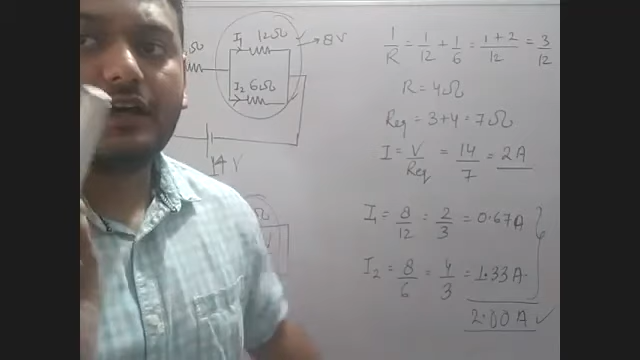 12Ω
I₁
8V
Ω
I₂ 6Ω
14 V
Ω
V
1/R = 1/12 + 1/6 = 1+2/12 = 3/12
R = 4Ω
Req = 3+4 = 7Ω
I = V/Req = 14/7 = 2A
I₁ = 8/12 = 2/3 = 0.67A
I₂ = 8/6 = 4/3 = 1.33A
2.00A ✓